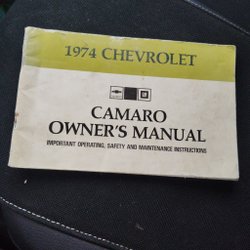 1974 CHEVROLET
CAMARO
OWNER'S MANUAL
IMPORTANT OPERATING, SAFETY AND MAINTENANCE INSTRUCTIONS